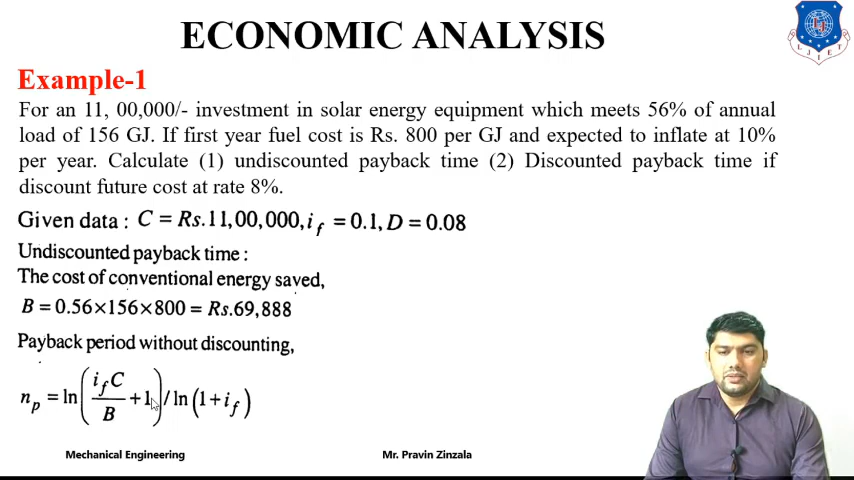 ECONOMIC ANALYSIS
LJIET
Example-1
For an 11, 00,000/- investment in solar energy equipment which meets 56% of annual
load of 156 GJ. If first year fuel cost is Rs. 800 per GJ and expected to inflate at 10%
per year. Calculate (1) undiscounted payback time (2) Discounted payback time if
discount future cost at rate 8%.
Given data : C = Rs.11,00,000, i_f = 0.1, D = 0.08
Undiscounted payback time :
The cost of conventional energy saved,
B = 0.56×156×800 = Rs.69,888
Payback period without discounting,
n_p = ln(i_f C / B + 1) / ln(1 + i_f)
Mechanical Engineering
Mr. Pravin Zinzala